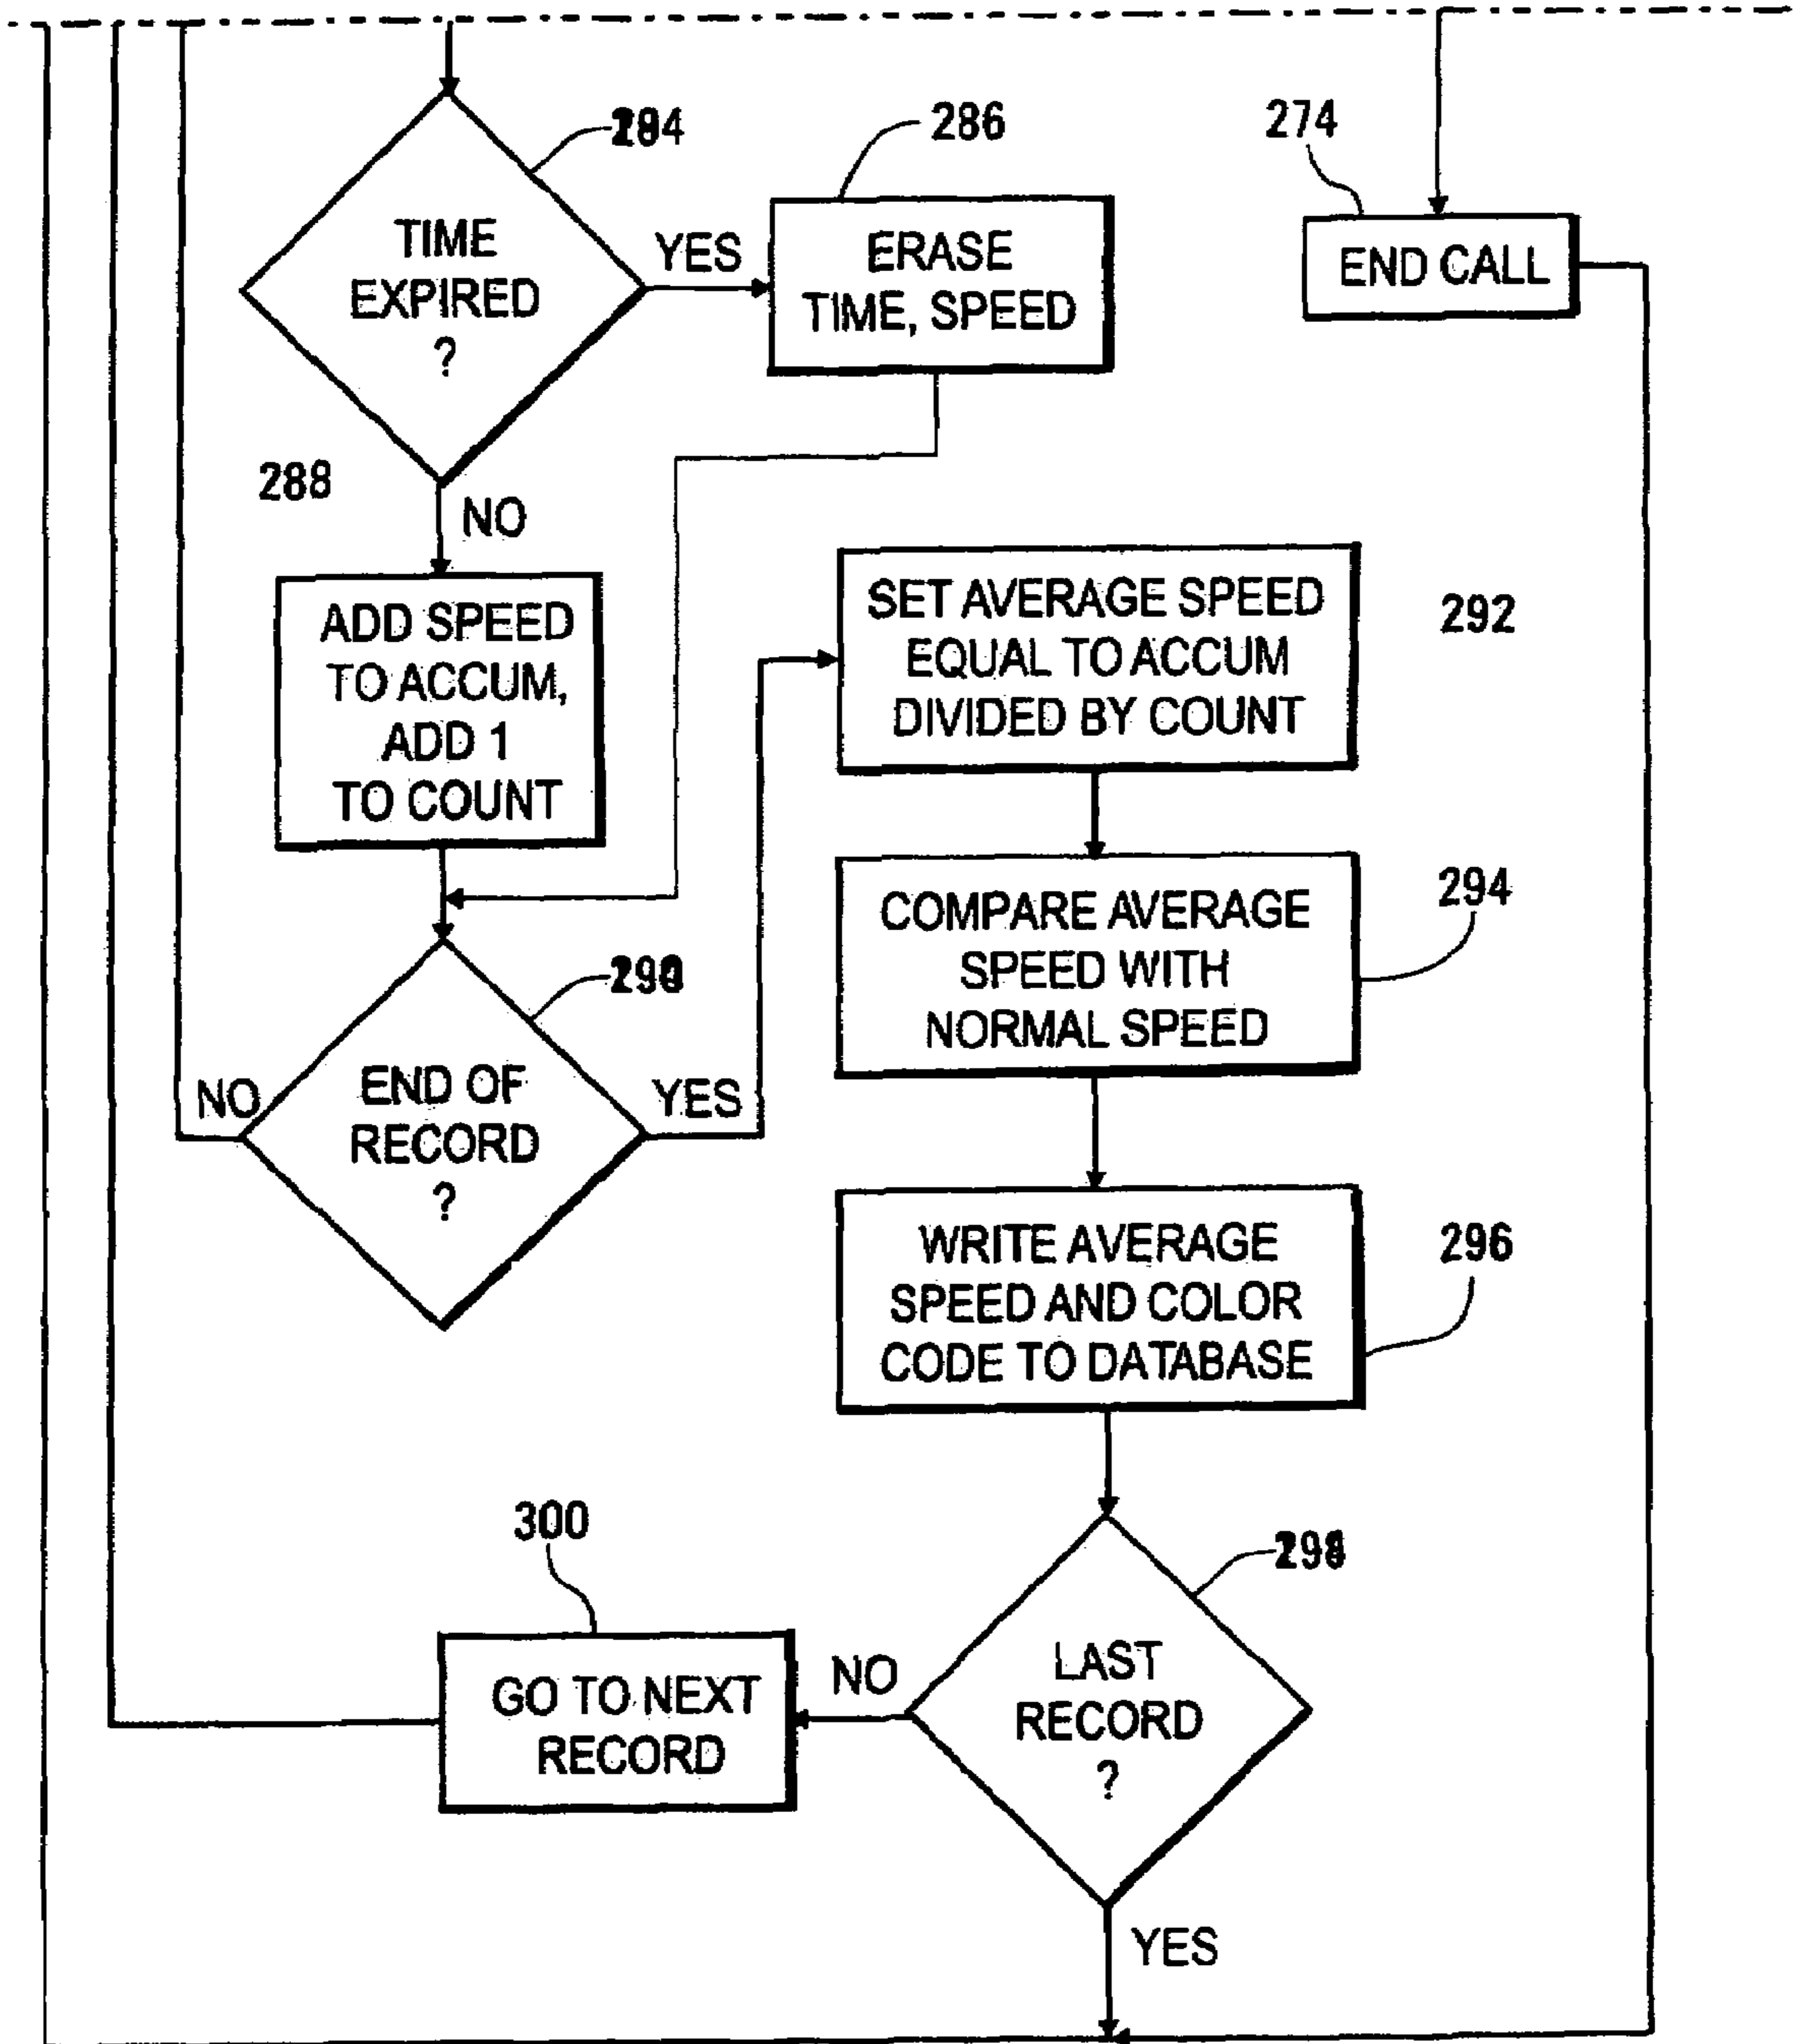 286
274
TIME
EXPIRED
?
YES
ERASE
TIME, SPEED
END CALL
288
NO
ADD SPEED
TO ACCUM,
ADD 1
TO COUNT
SET AVERAGE SPEED
EQUAL TO ACCUM
DIVIDED BY COUNT
292
COMPARE AVERAGE
SPEED WITH
NORMAL SPEED
294
END OF
RECORD
?
NO
YES
WRITE AVERAGE
SPEED AND COLOR
CODE TO DATABASE
296
300
GO TO NEXT
RECORD
NO
LAST
RECORD
?
YES